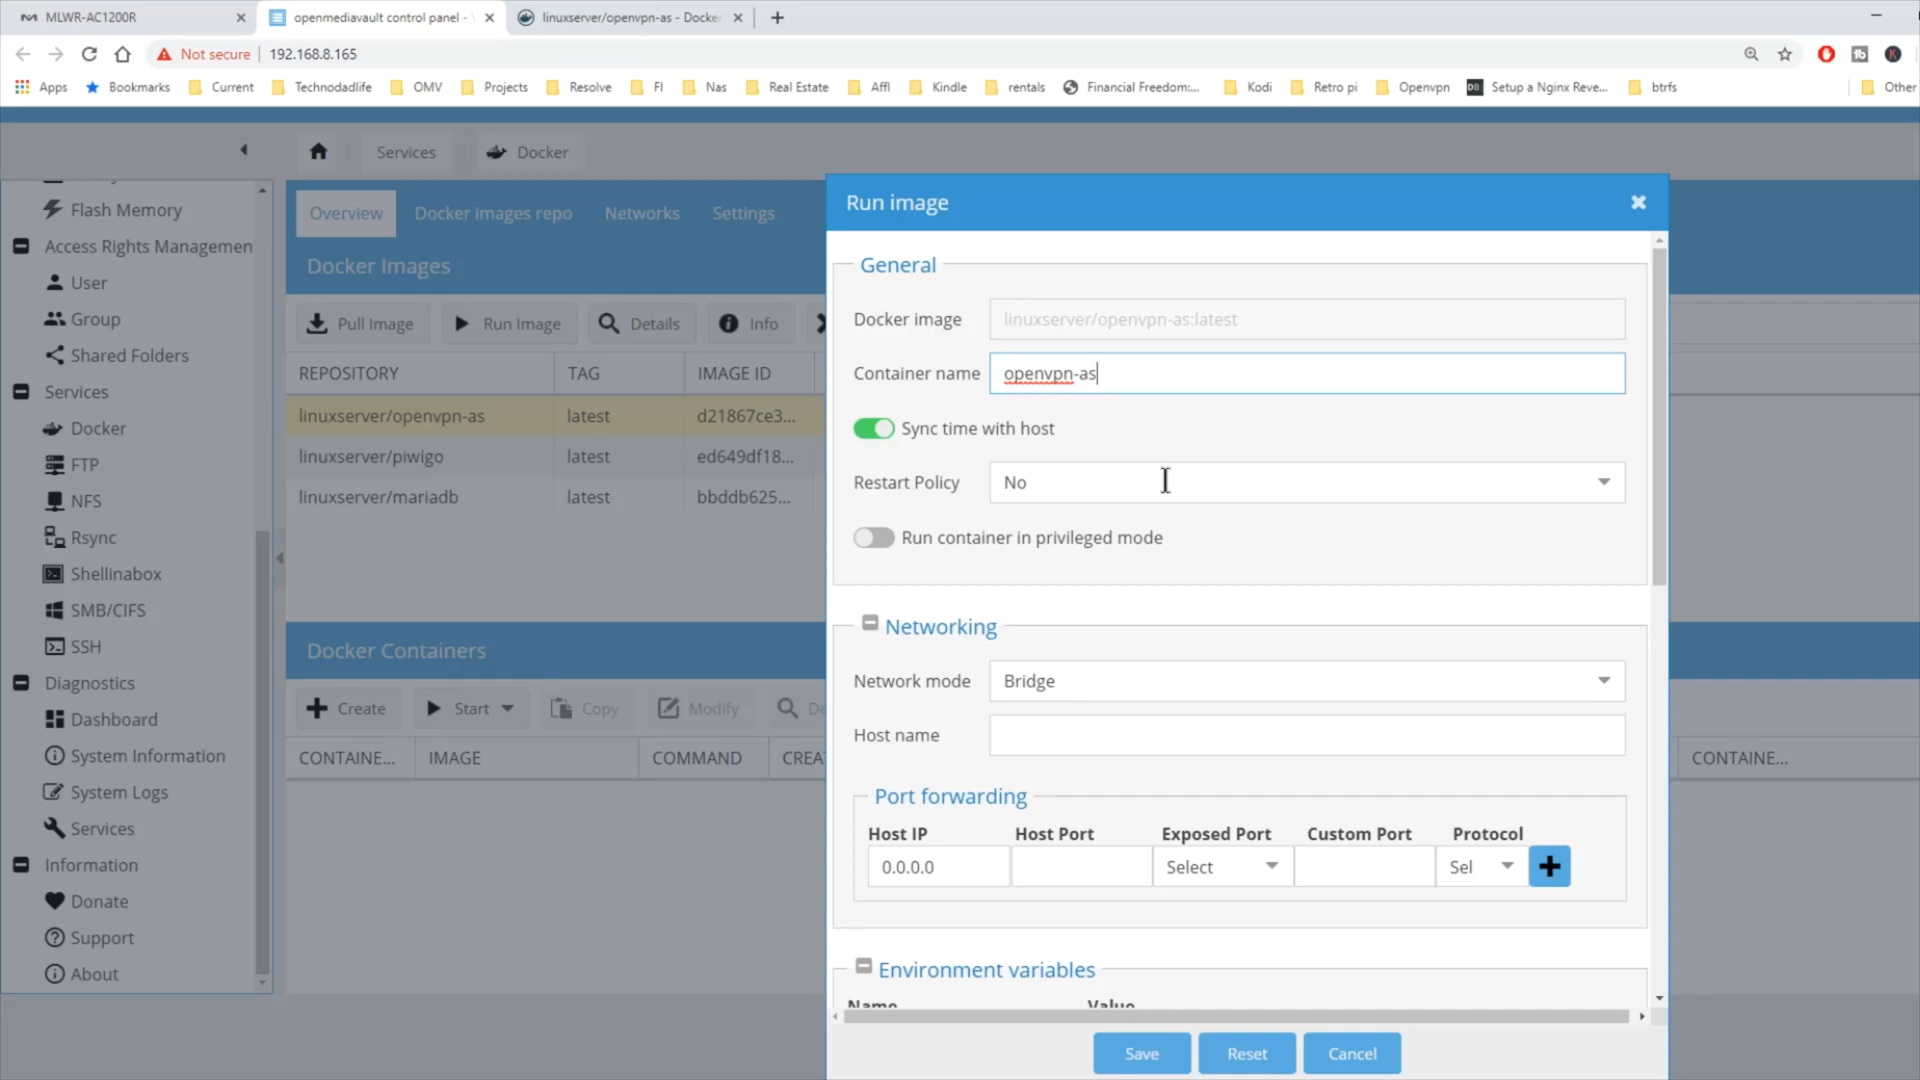 MLWR-AC1200R
openmediavault control panel -
linuxserver/openvpn-as - Docker
Not secure
192.168.8.165
Apps
Bookmarks
Current
Technodadlife
OMV
Projects
Resolve
FI
Nas
Real Estate
Affl
Kindle
rentals
Financial Freedom:...
Kodi
Retro pi
Openvpn
DB
Setup a Nginx Reve...
btrfs
Other
Services
Docker
Flash Memory
Access Rights Managemen
User
Group
Shared Folders
Services
Docker
FTP
NFS
Rsync
Shellinabox
SMB/CIFS
SSH
Diagnostics
Dashboard
System Information
System Logs
Services
Information
Donate
Support
About
Overview
Docker images repo
Networks
Settings
Docker Images
Pull Image
Run Image
Details
Info
REPOSITORY
TAG
IMAGE ID
linuxserver/openvpn-as
latest
d21867ce3...
linuxserver/piwigo
latest
ed649df18...
linuxserver/mariadb
latest
bbddb625...
Docker Containers
Create
Start
Copy
Modify
De
CONTAINE...
IMAGE
COMMAND
CREA
CONTAINE...
Run image
General
Docker image
linuxserver/openvpn-as:latest
Container name
openvpn-as
Sync time with host
Restart Policy
No
Run container in privileged mode
Networking
Network mode
Bridge
Host name
Port forwarding
Host IP
Host Port
Exposed Port
Custom Port
Protocol
0.0.0.0
Select
Sel
Environment variables
Name
Value
Save
Reset
Cancel